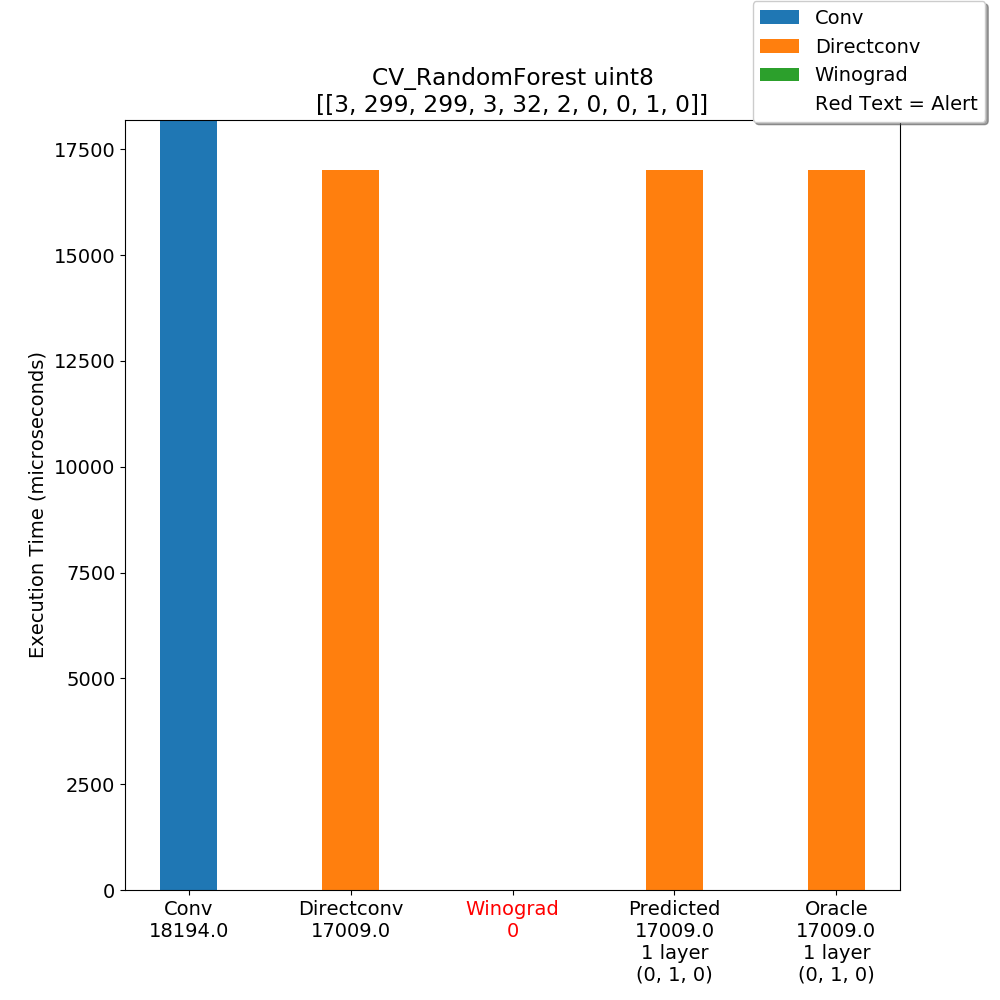 Conv
Directconv
Winograd
Red Text = Alert
CV_RandomForest uint8
[[3, 299, 299, 3, 32, 2, 0, 0, 1, 0]]
Execution Time (microseconds)
17500
15000
12500
10000
7500
5000
2500
0
Conv
18194.0
Directconv
17009.0
Winograd
0
Predicted
17009.0
1 layer
(0, 1, 0)
Oracle
17009.0
1 layer
(0, 1, 0)